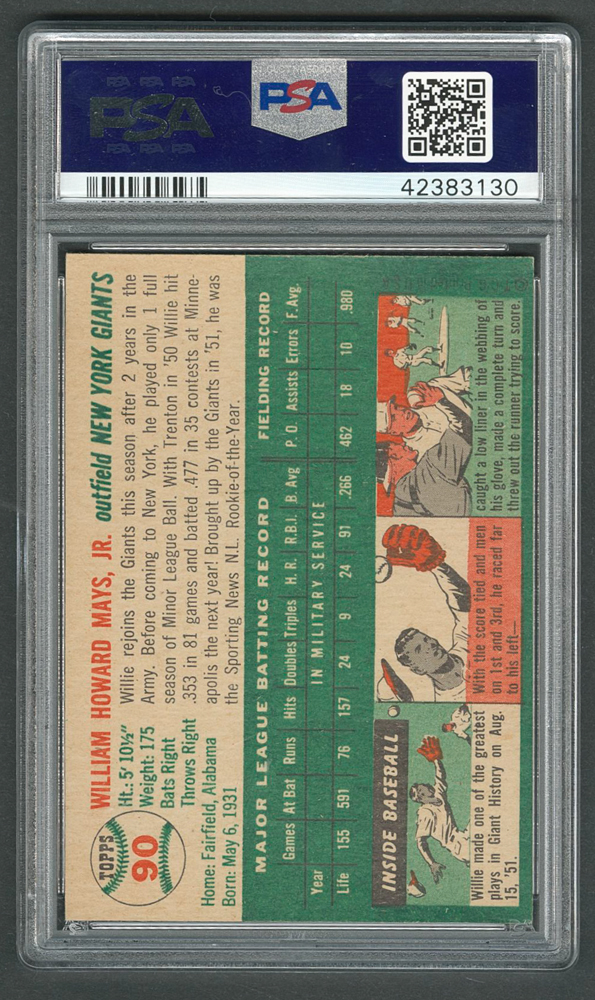 PSA PSA PSA
PSA
PSA PSA PSA
PSA
42383130
TOPPS
90
WILLIAM HOWARD MAYS, JR. outfield NEW YORK GIANTS
Ht.: 5' 10½"
Weight: 175
Bats Right
Throws Right
Home: Fairfield, Alabama
Born: May 6, 1931
Willie rejoins the Giants this season after 2 years in the
Army. Before coming to New York, he played only 1 full
season of Minor League Ball. With Trenton in '50 Willie hit
.353 in 81 games and batted .477 in 35 contests at Minne-
apolis the next year! Brought up by the Giants in '51, he was
the Sporting News N.L. Rookie-of-the-Year.
MAJOR LEAGUE BATTING RECORD FIELDING RECORD
Games At Bat Runs Hits Doubles Triples H. R. R.B.I. B. Avg P. O. Assists Errors F. Avg.
Year IN MILITARY SERVICE
Life 155 591 76 157 24 9 24 91 .266 462 18 10 .980
INSIDE BASEBALL
Willie made one of the greatest
plays in Giant History on Aug.
15, '51.
With the score tied and men
on 1st and 3rd, he raced far
to his left—
caught a low liner in the webbing of
his glove, made a complete turn and
threw out the runner trying to score.